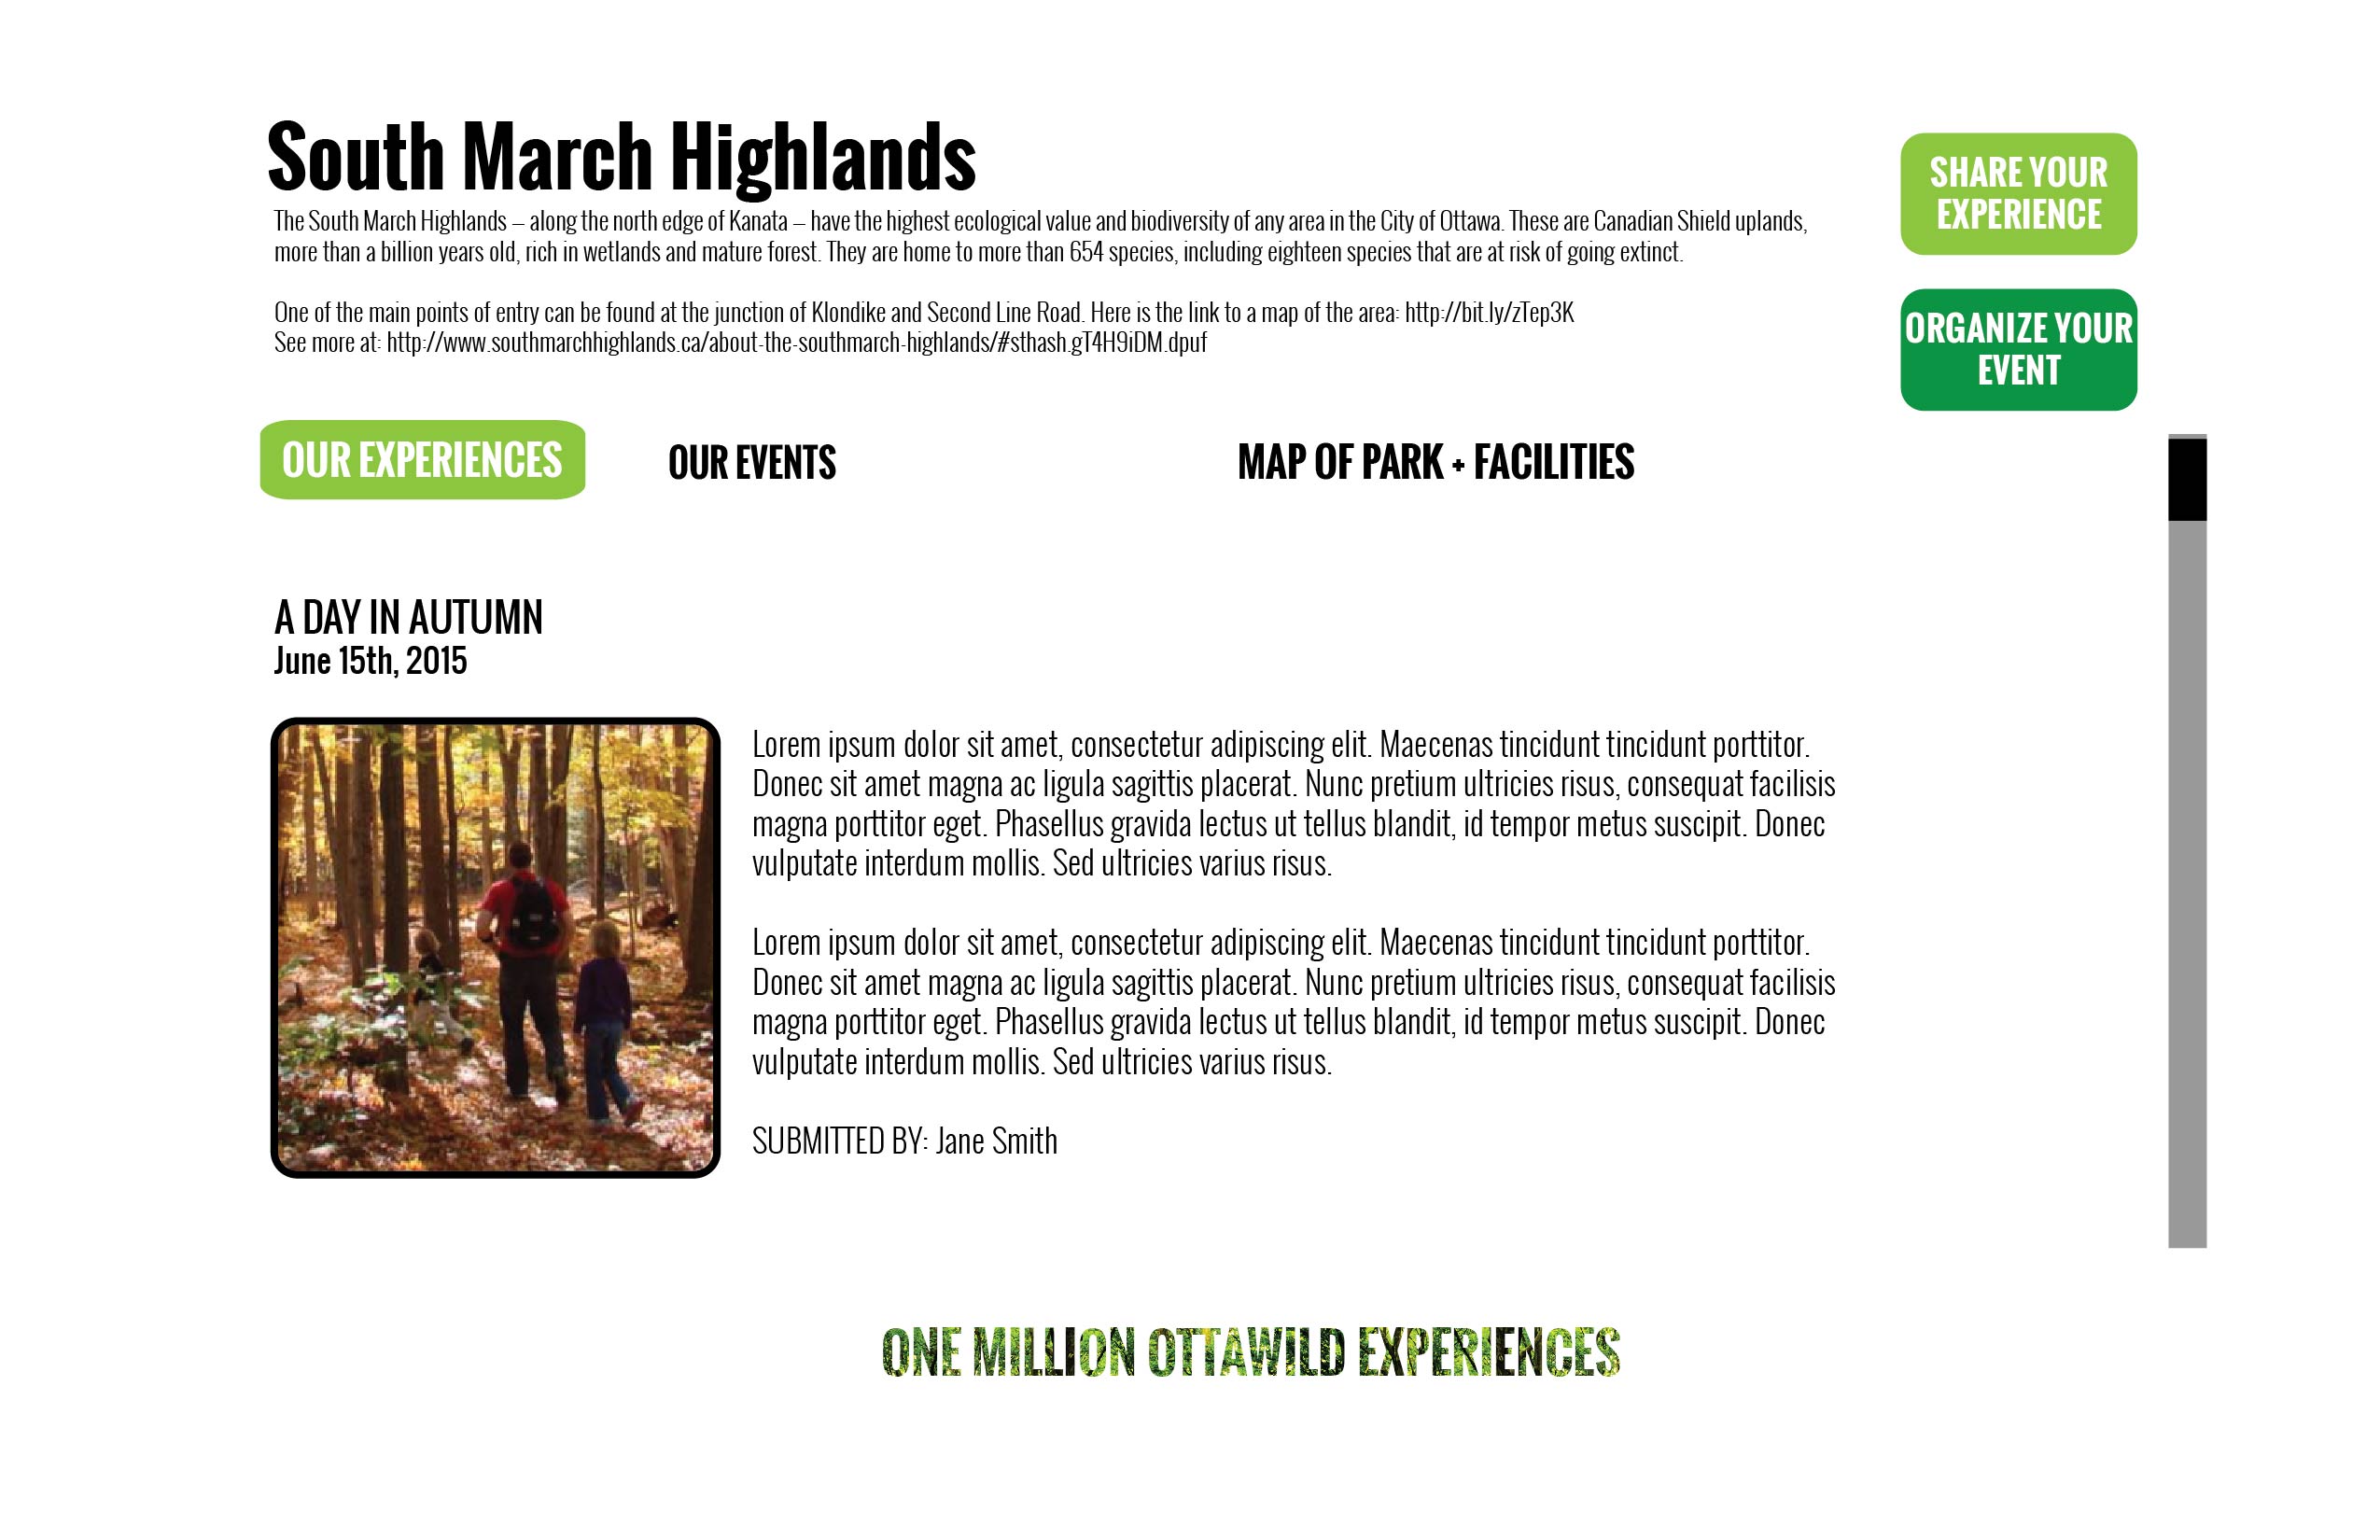 South March Highlands
The South March Highlands – along the north edge of Kanata – have the highest ecological value and biodiversity of any area in the City of Ottawa. These are Canadian Shield uplands,
more than a billion years old, rich in wetlands and mature forest. They are home to more than 654 species, including eighteen species that are at risk of going extinct.
One of the main points of entry can be found at the junction of Klondike and Second Line Road. Here is the link to a map of the area: http://bit.ly/zTep3K
See more at: http://www.southmarchhighlands.ca/about-the-southmarch-highlands/#sthash.gT4H9iDM.dpuf
SHARE YOUR
EXPERIENCE
ORGANIZE YOUR
EVENT
OUR EXPERIENCES
OUR EVENTS
MAP OF PARK + FACILITIES
A DAY IN AUTUMN
June 15th, 2015
Lorem ipsum dolor sit amet, consectetur adipiscing elit. Maecenas tincidunt tincidunt porttitor.
Donec sit amet magna ac ligula sagittis placerat. Nunc pretium ultricies risus, consequat facilisis
magna porttitor eget. Phasellus gravida lectus ut tellus blandit, id tempor metus suscipit. Donec
vulputate interdum mollis. Sed ultricies varius risus.
Lorem ipsum dolor sit amet, consectetur adipiscing elit. Maecenas tincidunt tincidunt porttitor.
Donec sit amet magna ac ligula sagittis placerat. Nunc pretium ultricies risus, consequat facilisis
magna porttitor eget. Phasellus gravida lectus ut tellus blandit, id tempor metus suscipit. Donec
vulputate interdum mollis. Sed ultricies varius risus.
SUBMITTED BY: Jane Smith
ONE MILLION OTTAWILD EXPERIENCES